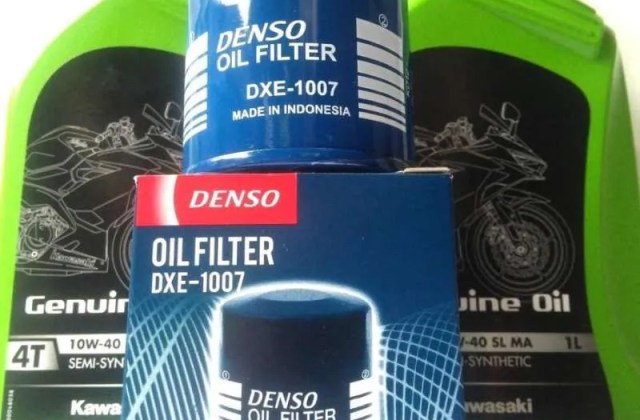 DENSO
OIL FILTER
DXE-1007
MADE IN INDONESIA
DENSO
OIL FILTER
DXE-1007
Genuin
uine Oil
4T
10W-40
SEMI-SYN
-40 SL MA
1L
-SYNTHETIC
Kawa
wasaki
DENSO
OIL FILTER